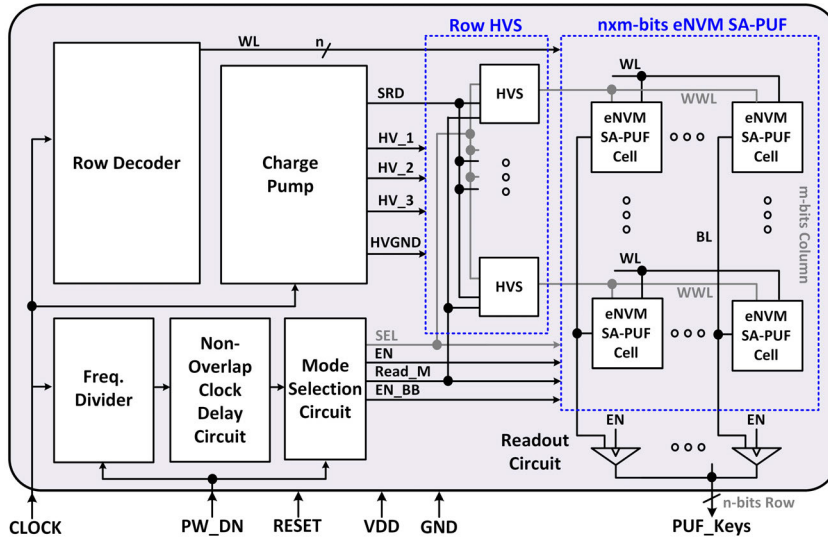 Row HVS
nxm-bits eNVM SA-PUF
WL
n
Row Decoder
Charge
Pump
SRD
HV_1
HV_2
HV_3
HVGND
HVS
HVS
WL
WWL
eNVM
SA-PUF
Cell
eNVM
SA-PUF
Cell
m-bits Column
BL
WL
WWL
eNVM
SA-PUF
Cell
eNVM
SA-PUF
Cell
Freq.
Divider
Non-
Overlap
Clock
Delay
Circuit
Mode
Selection
Circuit
SEL
EN
Read_M
EN_BB
Readout
Circuit
EN
EN
n-bits Row
CLOCK
PW_DN
RESET
VDD
GND
PUF_Keys